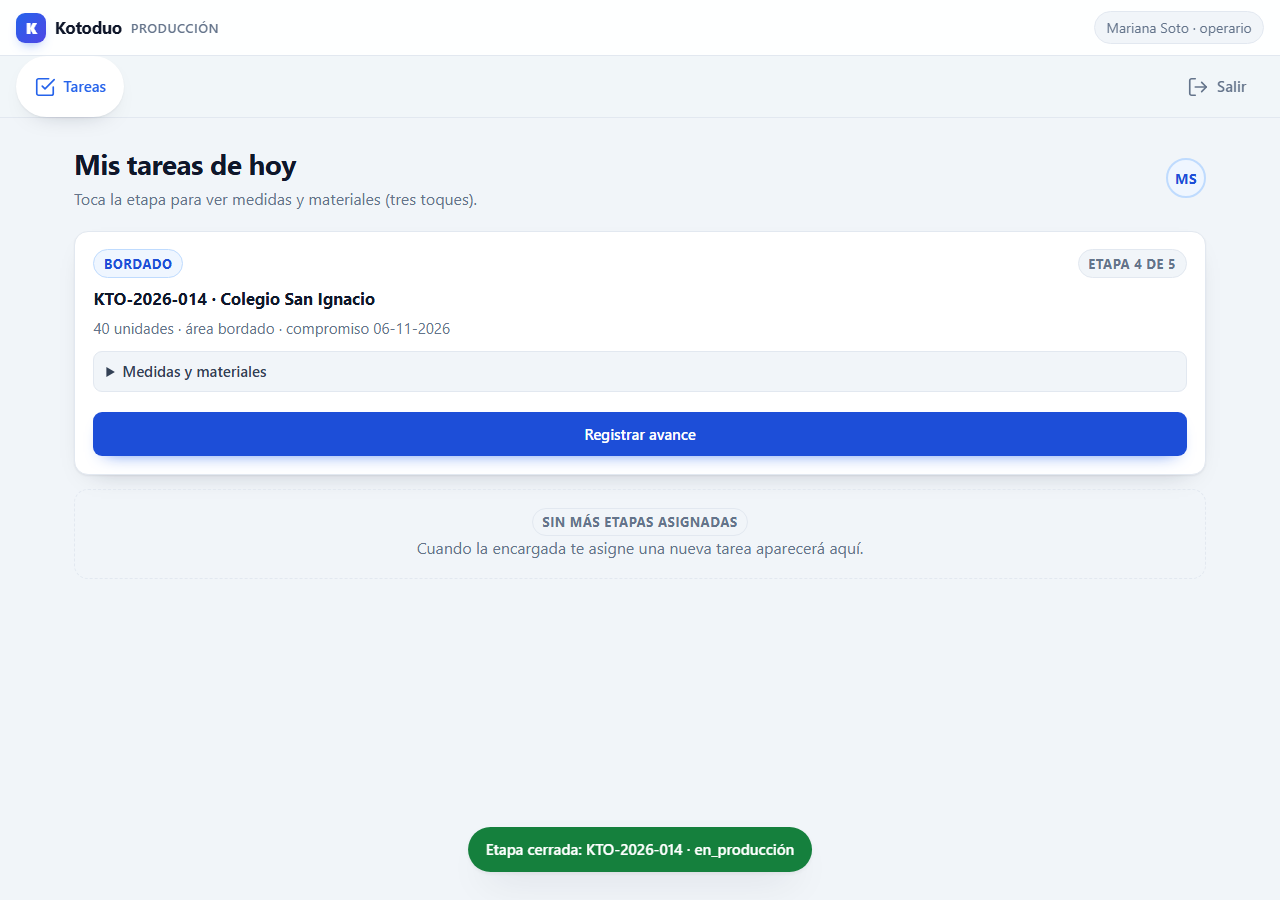 K Kotoduo PRODUCCIÓN
Mariana Soto · operario
Tareas
Salir
Mis tareas de hoy
Toca la etapa para ver medidas y materiales (tres toques).
MS
BORDADO
ETAPA 4 DE 5
KTO-2026-014 · Colegio San Ignacio
40 unidades · área bordado · compromiso 06-11-2026
Medidas y materiales
Registrar avance
SIN MÁS ETAPAS ASIGNADAS
Cuando la encargada te asigne una nueva tarea aparecerá aquí.
Etapa cerrada: KTO-2026-014 · en_producción